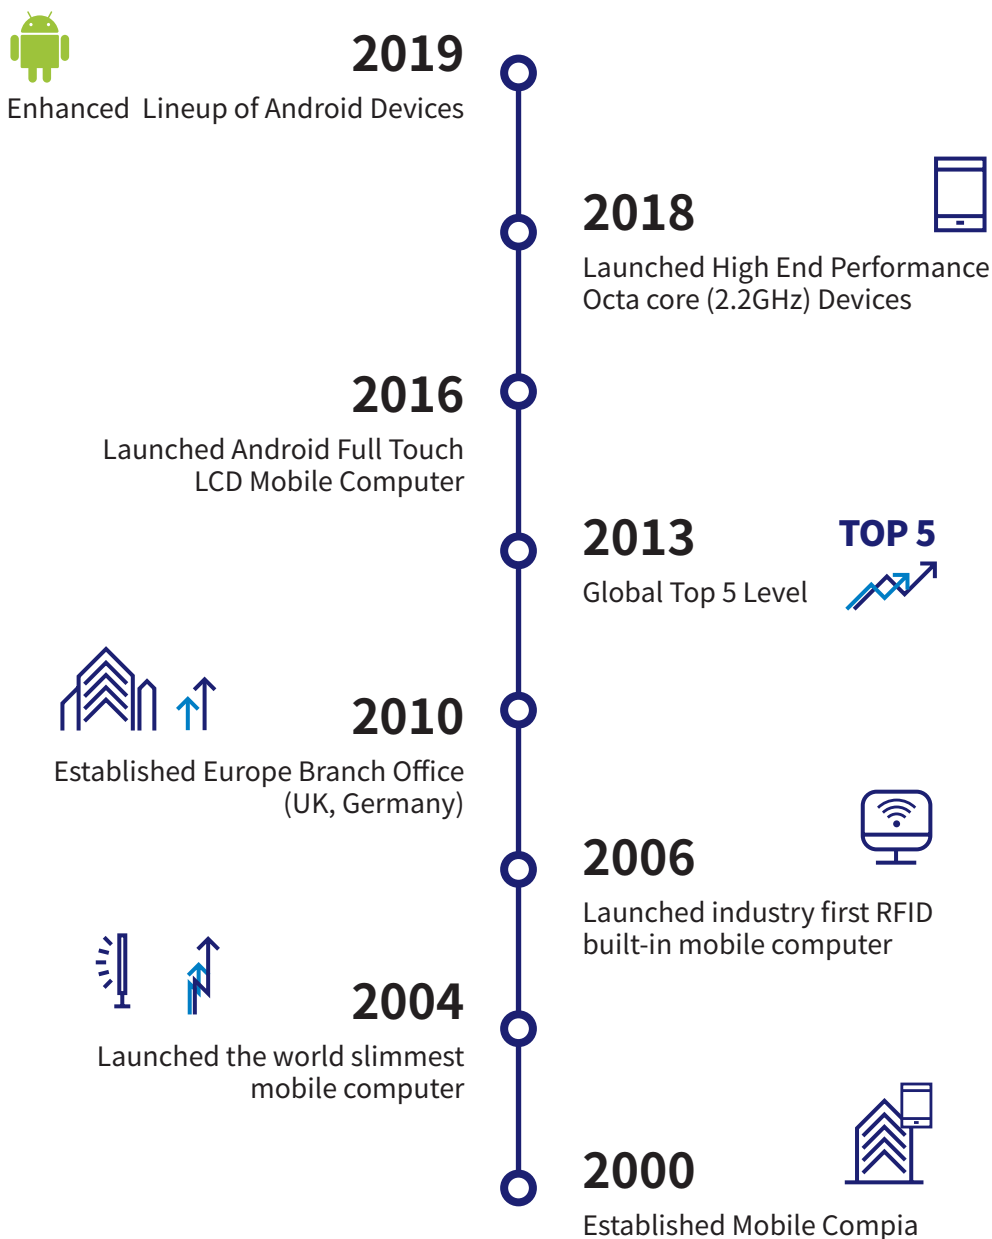 2019
Enhanced Lineup of Android Devices
2018
Launched High End Performance
Octa core (2.2GHz) Devices
2016
Launched Android Full Touch
LCD Mobile Computer
2013
TOP 5
Global Top 5 Level
2010
Established Europe Branch Office
(UK, Germany)
2006
Launched industry first RFID
built-in mobile computer
2004
Launched the world slimmest
mobile computer
2000
Established Mobile Compia